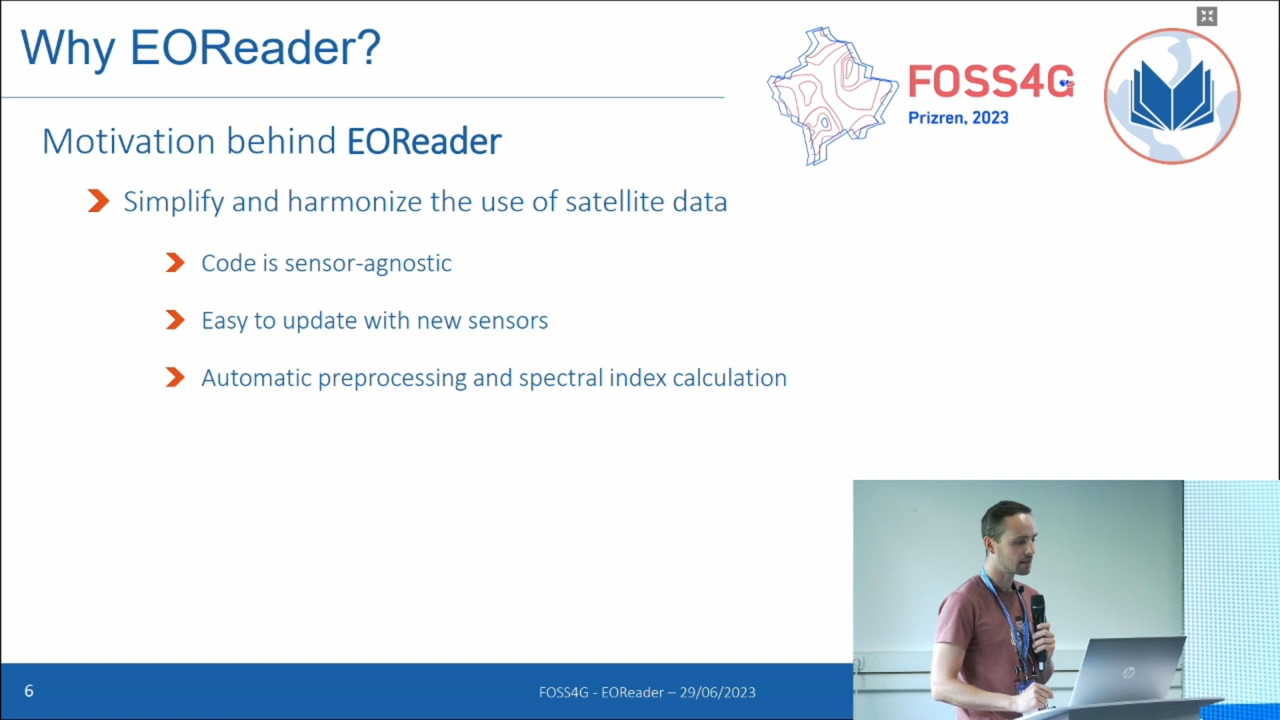 Why EOReader?
FOSS4G
Prizren, 2023
Motivation behind EOReader
Simplify and harmonize the use of satellite data
Code is sensor-agnostic
Easy to update with new sensors
Automatic preprocessing and spectral index calculation
6
FOSS4G - EOReader – 29/06/2023
hp